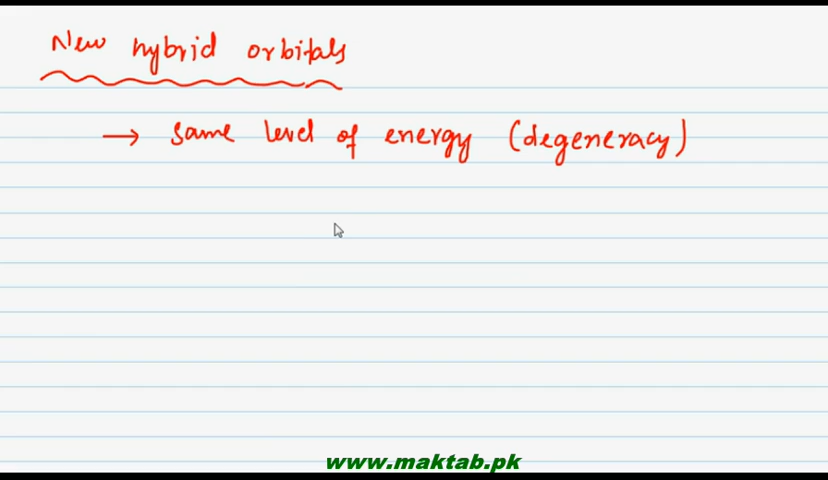 New hybrid orbitals
→ same level of energy (degeneracy)
www.maktab.pk